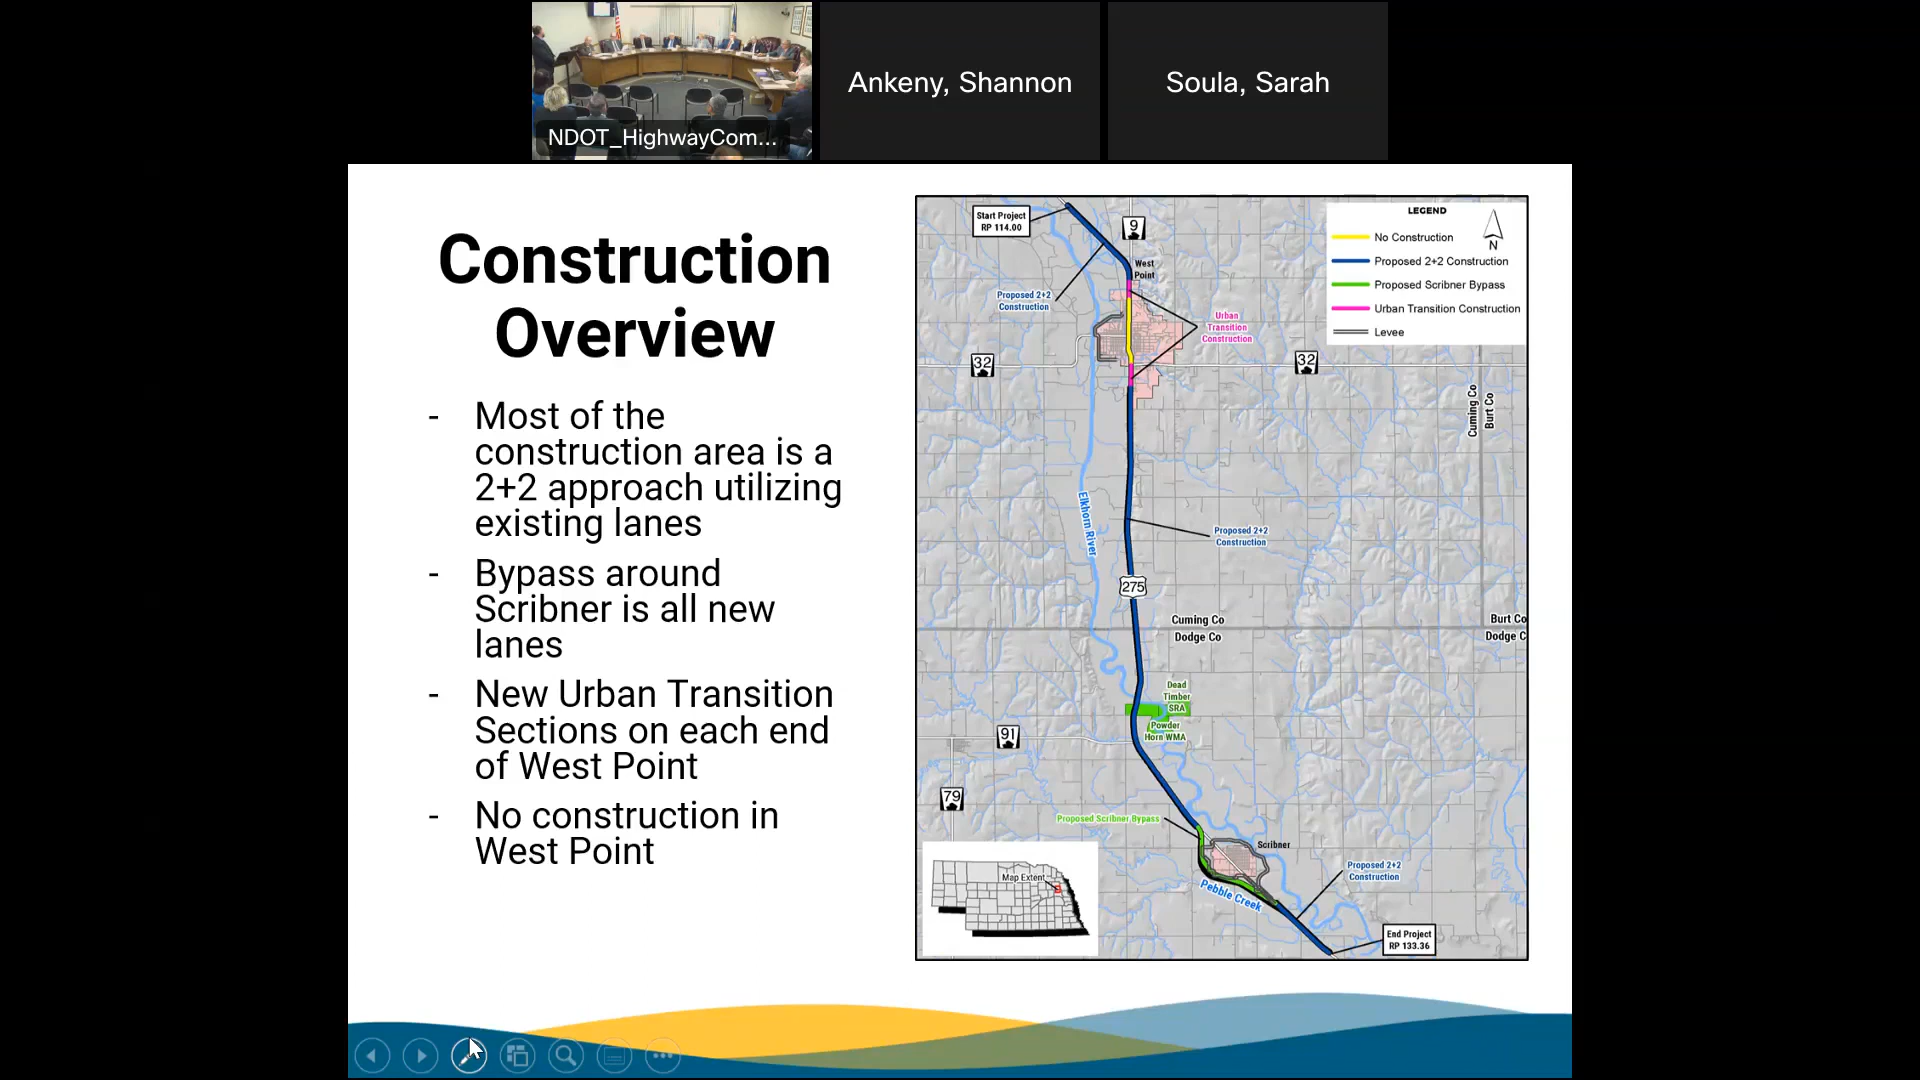 NDOT_HighwayCom...
Ankeny, Shannon
Soula, Sarah
Construction
Overview
- Most of the
construction area is a
2+2 approach utilizing
existing lanes
- Bypass around
Scribner is all new
lanes
- New Urban Transition
Sections on each end
of West Point
- No construction in
West Point
Start Project
RP 114.00
9
West
Point
Proposed 2+2
Construction
Urban
Transition
Construction
32
32
LEGEND
N
No Construction
Proposed 2+2 Construction
Proposed Scribner Bypass
Urban Transition Construction
Levee
Cuming Co
Burt Co
Elkhorn River
Proposed 2+2
Construction
275
Cuming Co
Dodge Co
Burt Co
Dodge C
Dead
Timber
SRA
Powder
Horn WMA
91
79
Proposed Scribner Bypass
Scribner
Pebble Creek
Proposed 2+2
Construction
Map Extent
End Project
RP 133.36